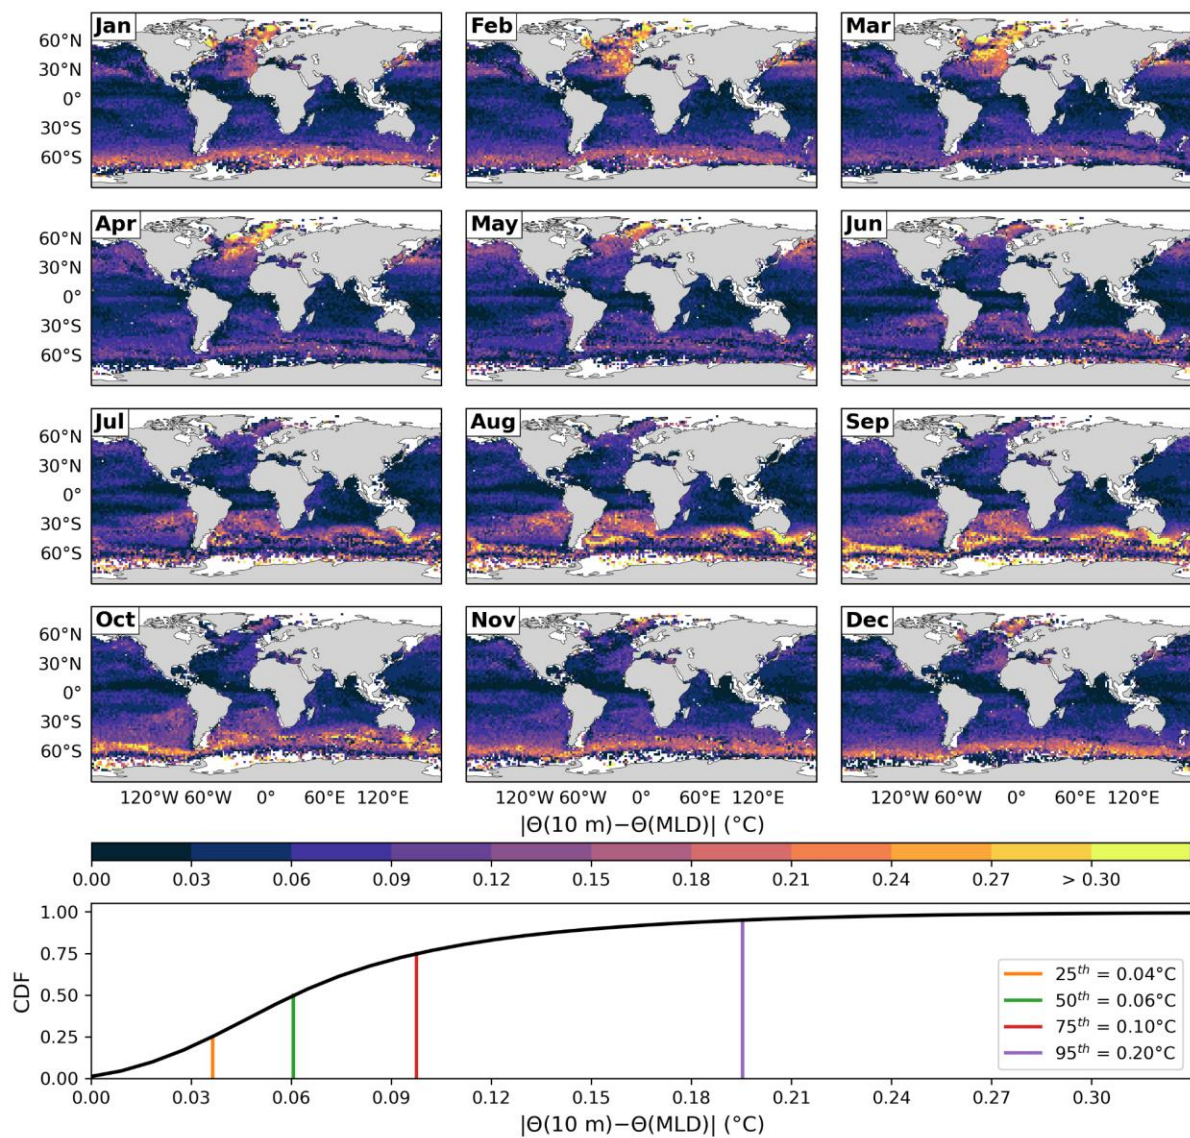 Jan Feb Mar
60°N
30°N
0°
30°S
60°S
Apr May Jun
60°N
30°N
0°
30°S
60°S
Jul Aug Sep
60°N
30°N
0°
30°S
60°S
Oct Nov Dec
60°N
30°N
0°
30°S
60°S
120°W 60°W 0° 60°E 120°E 120°W 60°W 0° 60°E 120°E 120°W 60°W 0° 60°E 120°E
|Θ(10 m)−Θ(MLD)| (°C)
0.00 0.03 0.06 0.09 0.12 0.15 0.18 0.21 0.24 0.27 > 0.30
1.00
0.75
0.50
0.25
0.00
CDF
25th = 0.04°C
50th = 0.06°C
75th = 0.10°C
95th = 0.20°C
0.00 0.03 0.06 0.09 0.12 0.15 0.18 0.21 0.24 0.27 0.30
|Θ(10 m)−Θ(MLD)| (°C)